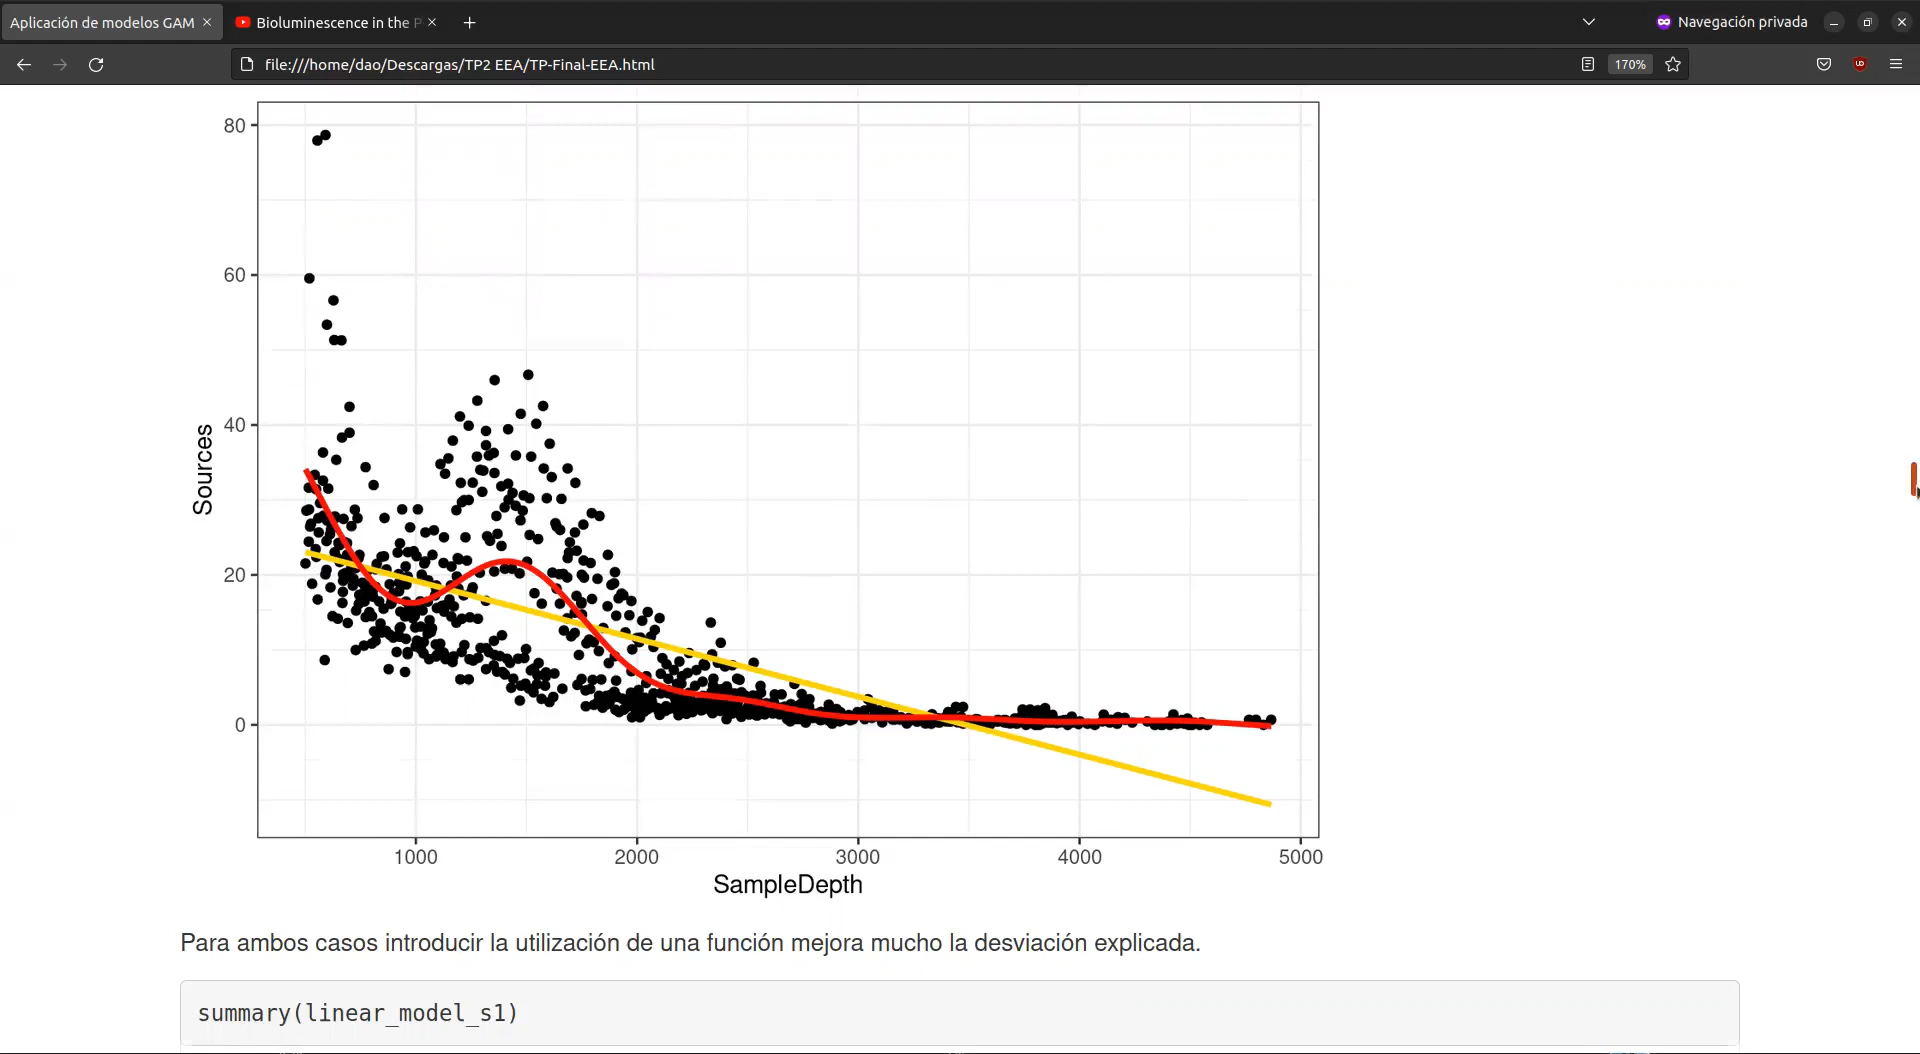 Aplicación de modelos GAM
Bioluminescence in the
Navegación privada
file:///home/dao/Descargas/TP2 EEA/TP-Final-EEA.html
170%
80
60
40
20
0
Sources
1000 2000 3000 4000 5000
SampleDepth
Para ambos casos introducir la utilización de una función mejora mucho la desviación explicada.
summary(linear_model_s1)